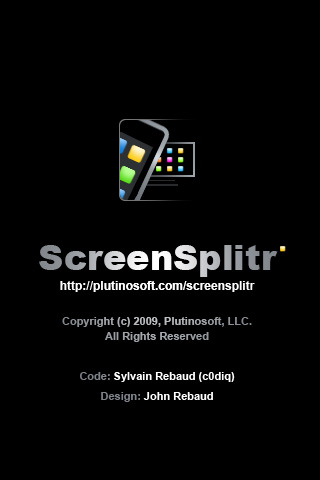 ScreenSplitr
http://plutinosoft.com/screensplitr
Copyright (c) 2009, Plutinosoft, LLC.
All Rights Reserved
Code: Sylvain Rebaud (c0diq)
Design: John Rebaud